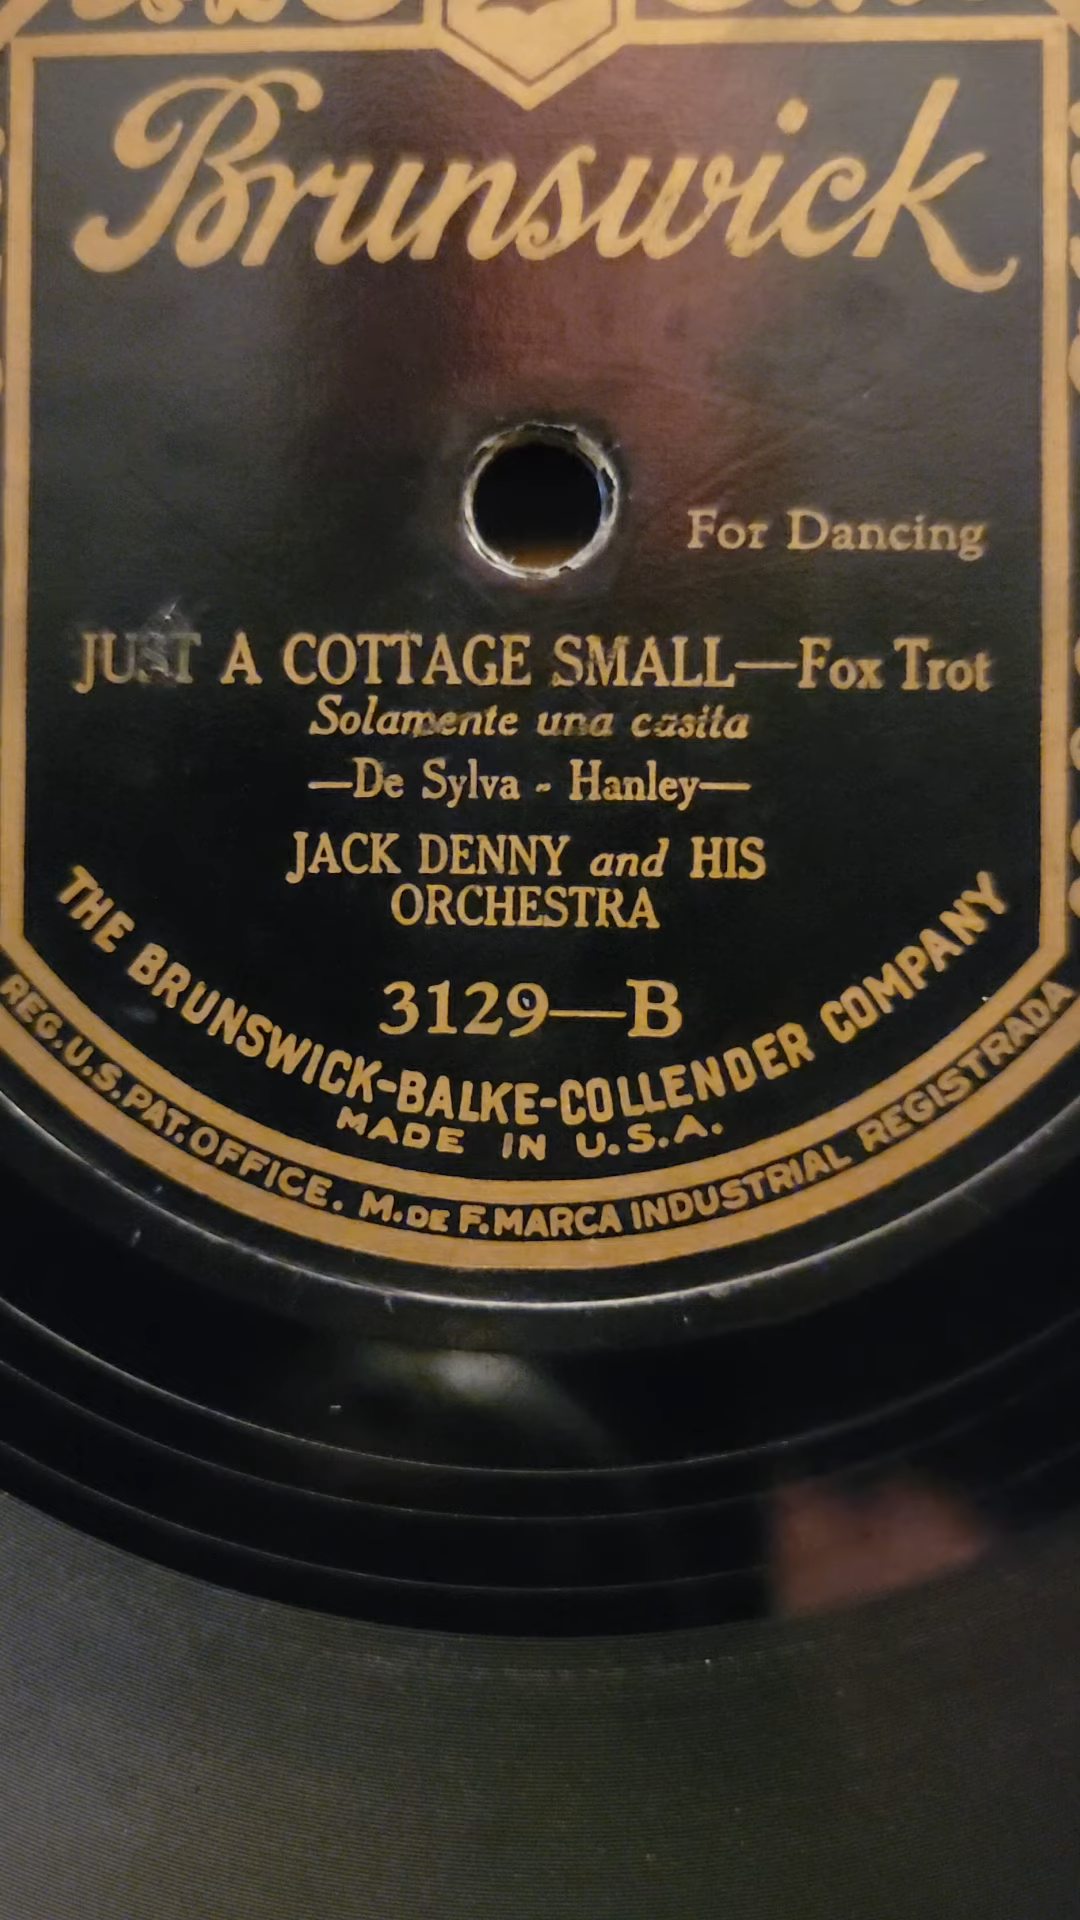 Brunswick
For Dancing
JUST A COTTAGE SMALL—Fox Trot
Solamente una casita
—De Sylva - Hanley—
JACK DENNY and HIS
ORCHESTRA
3129—B
THE BRUNSWICK-BALKE-COLLENDER COMPANY
MADE IN U.S.A.
REG. U.S. PAT. OFFICE. M. DE F. MARCA INDUSTRIAL REGISTRADA